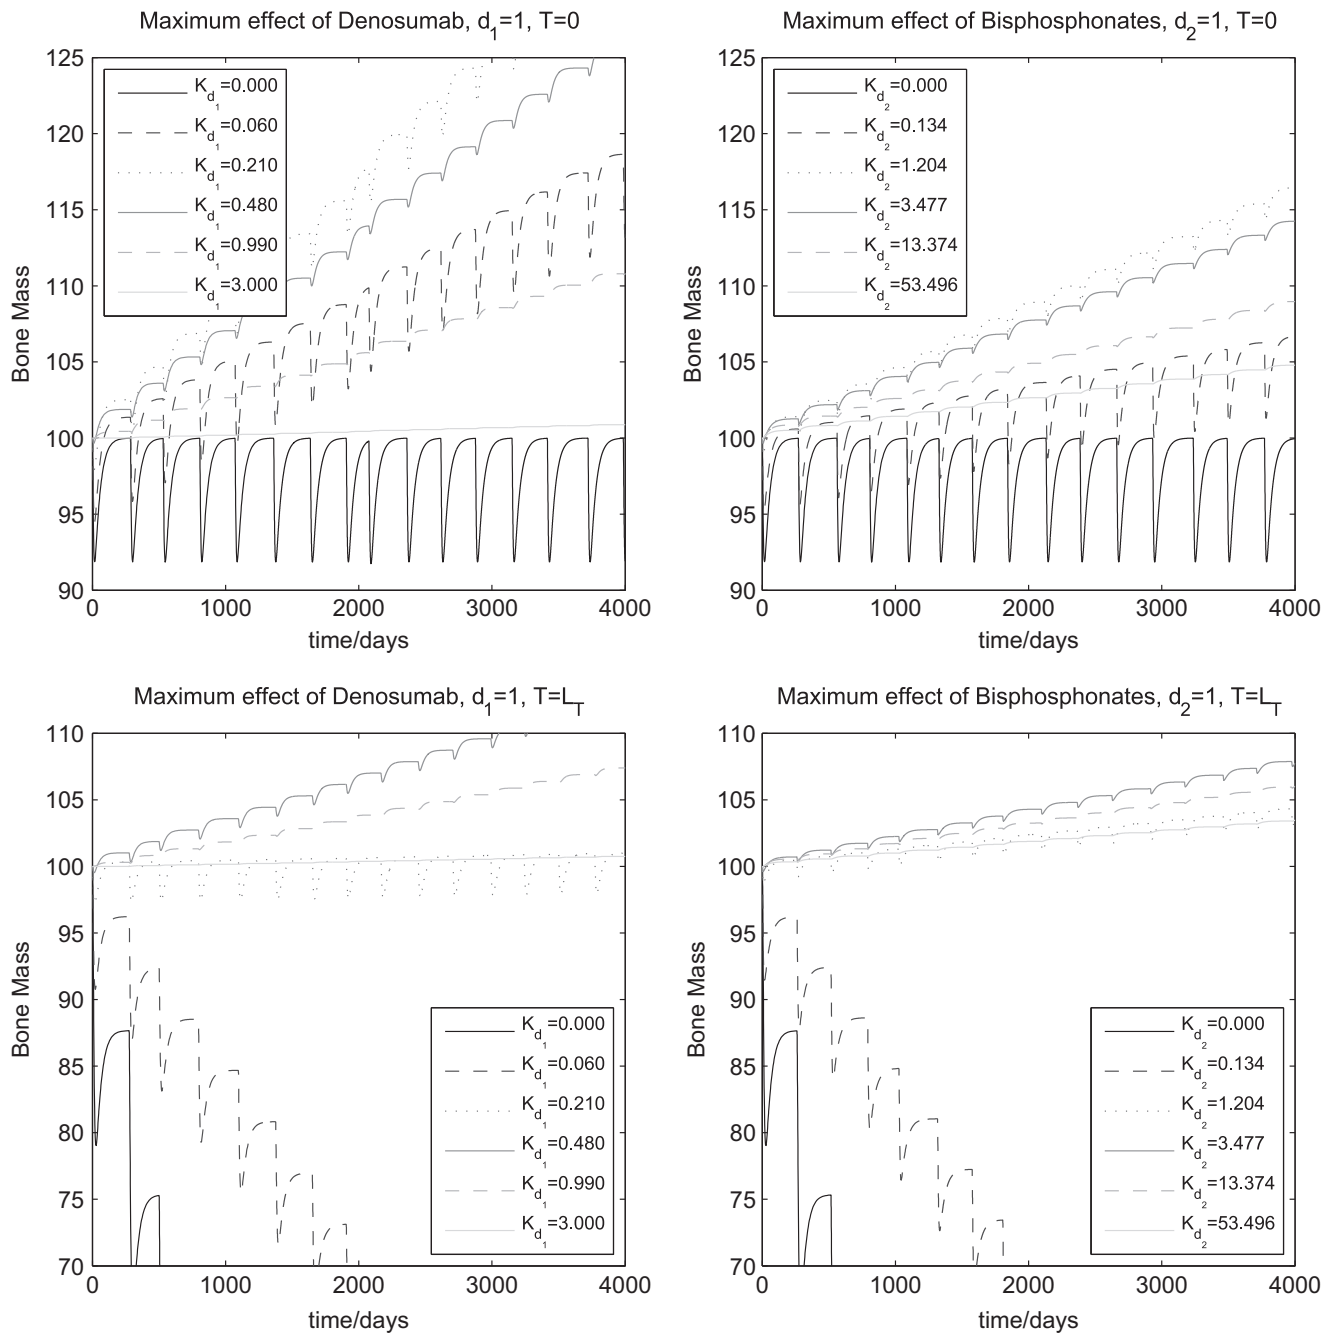 Maximum effect of Denosumab, d1=1, T=0
Bone Mass
125
120
115
110
105
100
95
90
Kd1=0.000
Kd1=0.060
Kd1=0.210
Kd1=0.480
Kd1=0.990
Kd1=3.000
0 1000 2000 3000 4000
time/days
Maximum effect of Bisphosphonates, d2=1, T=0
Bone Mass
125
120
115
110
105
100
95
90
Kd2=0.000
Kd2=0.134
Kd2=1.204
Kd2=3.477
Kd2=13.374
Kd2=53.496
0 1000 2000 3000 4000
time/days
Maximum effect of Denosumab, d1=1, T=LT
Bone Mass
110
105
100
95
90
85
80
75
70
Kd1=0.000
Kd1=0.060
Kd1=0.210
Kd1=0.480
Kd1=0.990
Kd1=3.000
0 1000 2000 3000 4000
time/days
Maximum effect of Bisphosphonates, d2=1, T=LT
Bone Mass
110
105
100
95
90
85
80
75
70
Kd2=0.000
Kd2=0.134
Kd2=1.204
Kd2=3.477
Kd2=13.374
Kd2=53.496
0 1000 2000 3000 4000
time/days